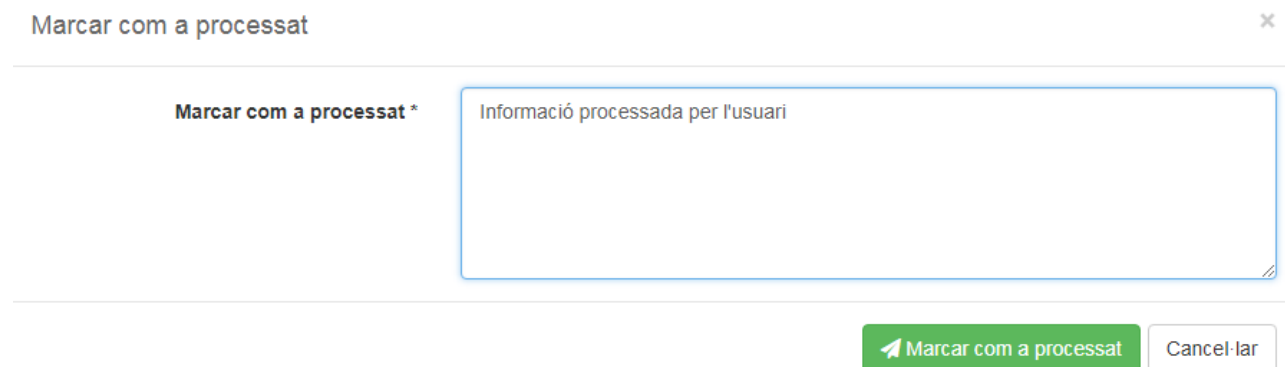 Marcar com a processat
×
Marcar com a processat *
Informació processada per l'usuari
Marcar com a processat
Cancel·lar